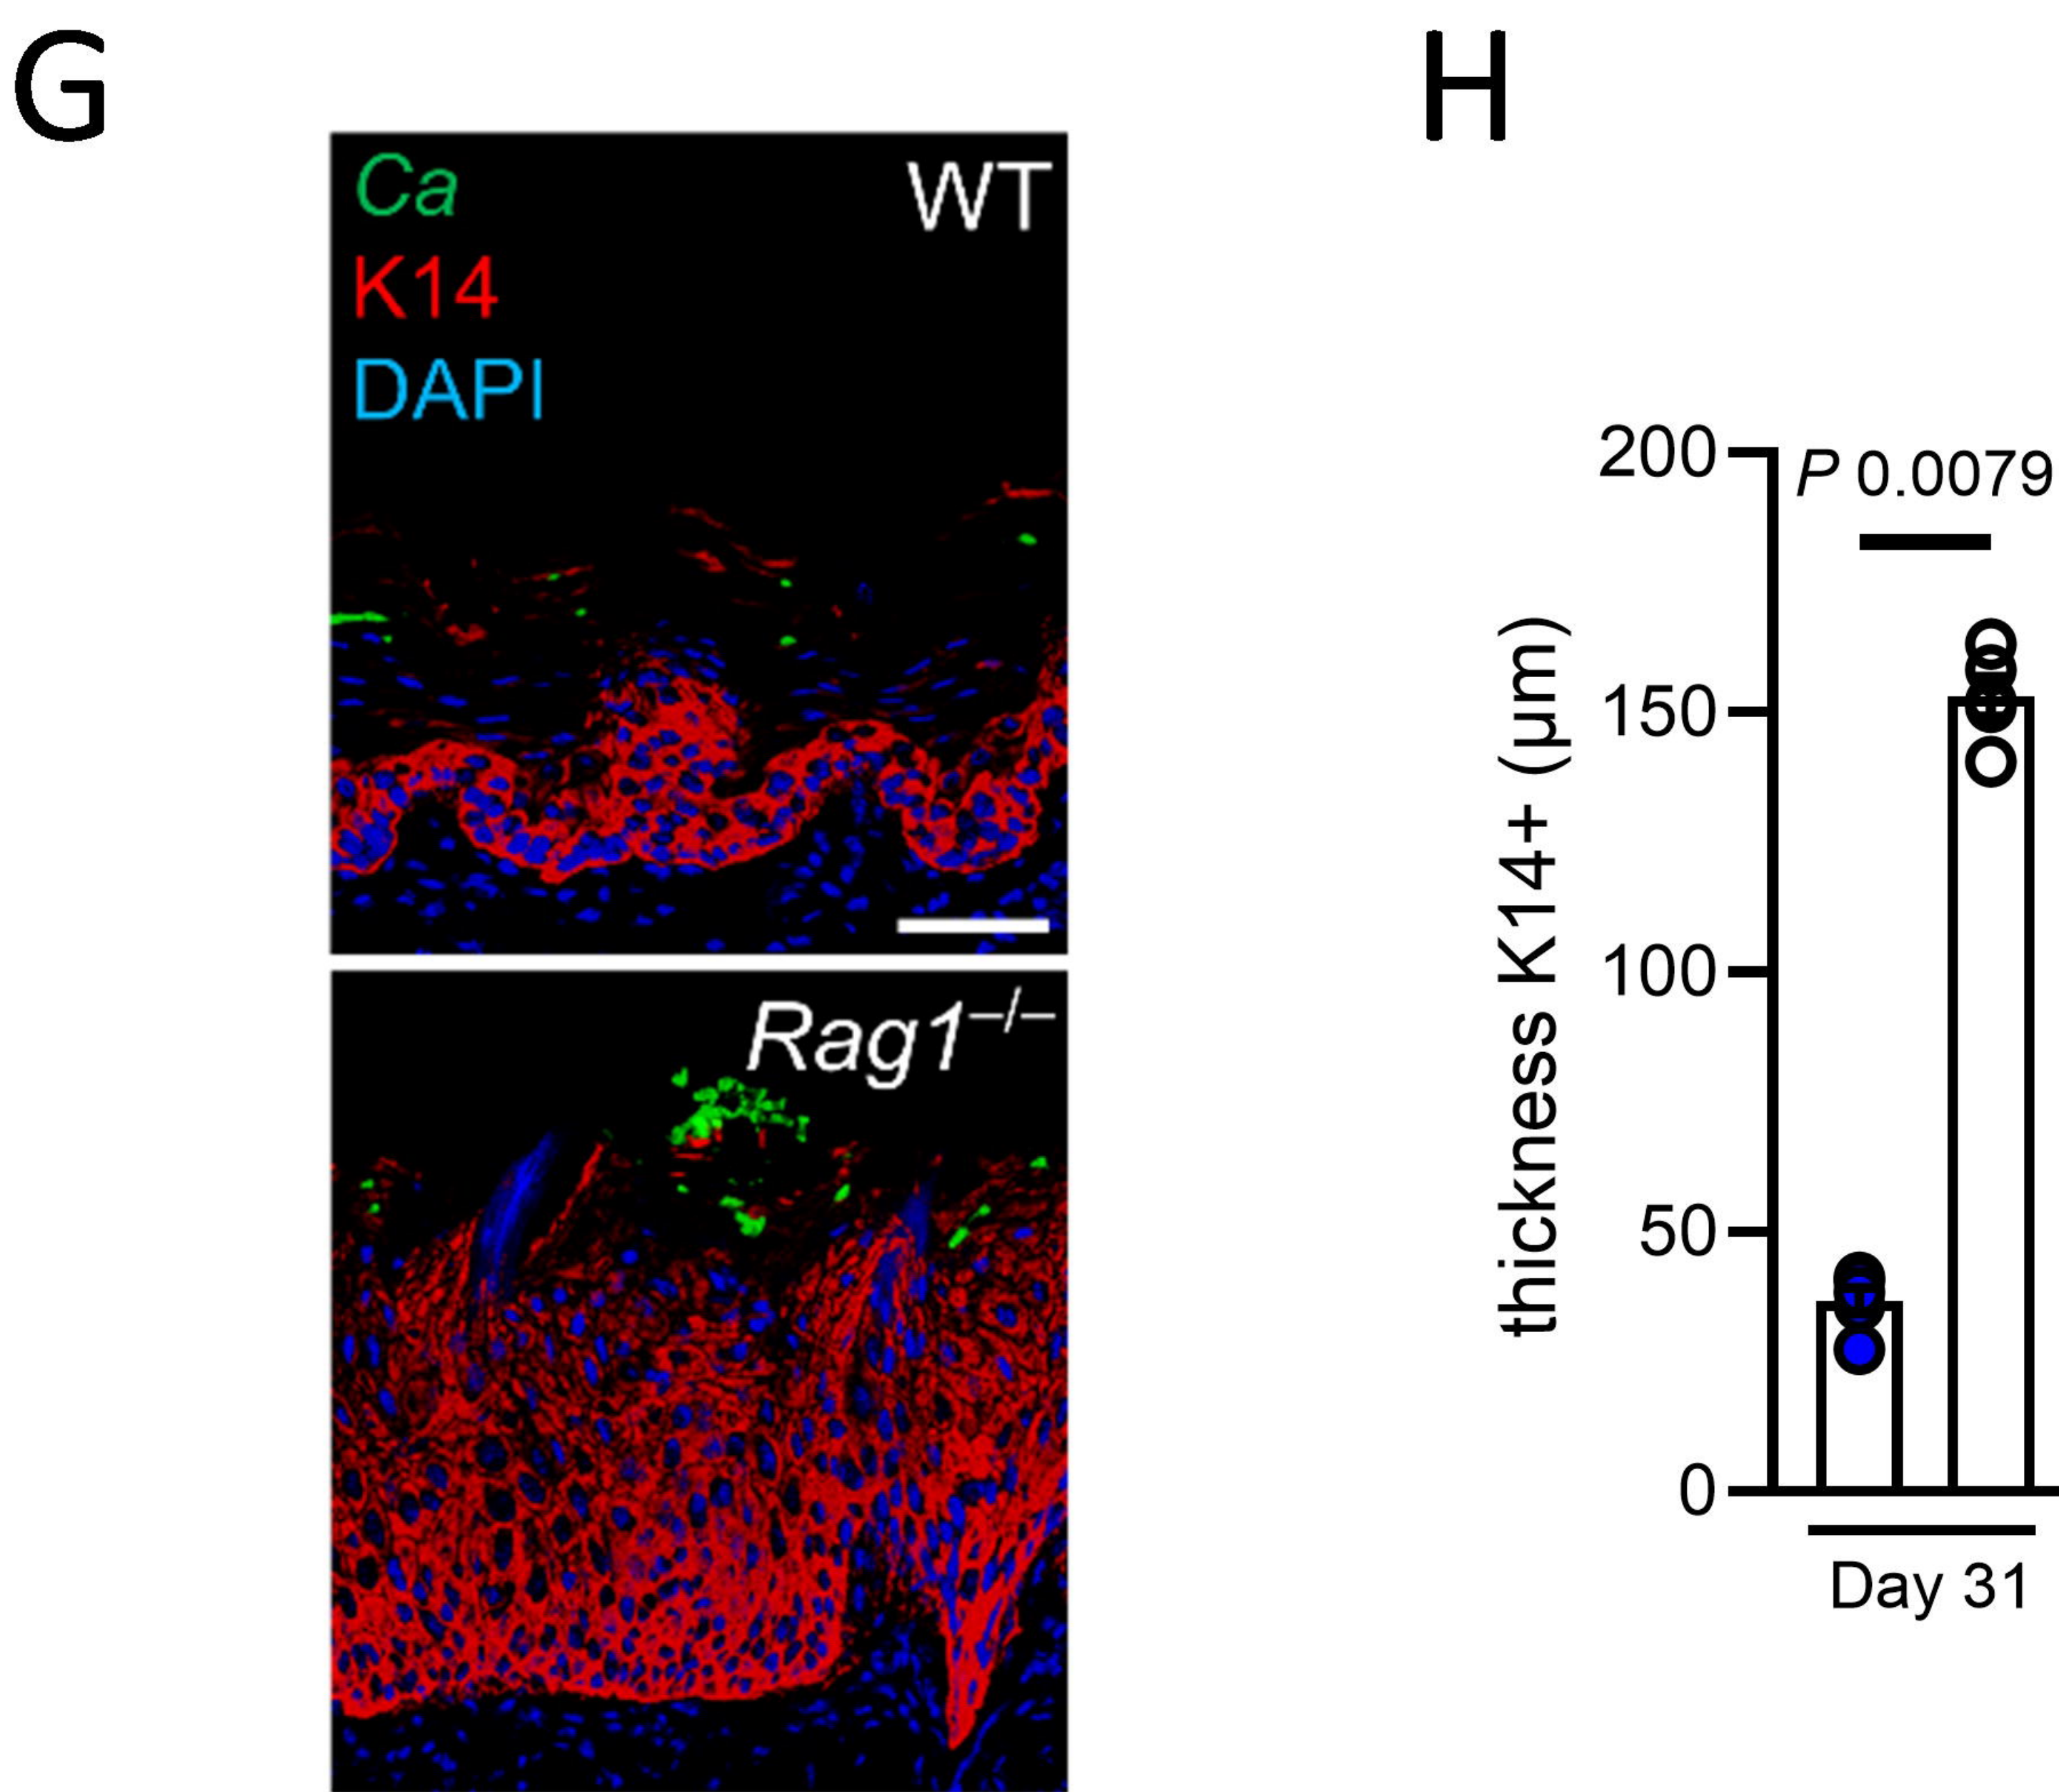 G
Ca
WT
K14
DAPI
Rag1–/–
H
thickness K14+ (μm)
200
150
100
50
0
P 0.0079
Day 31